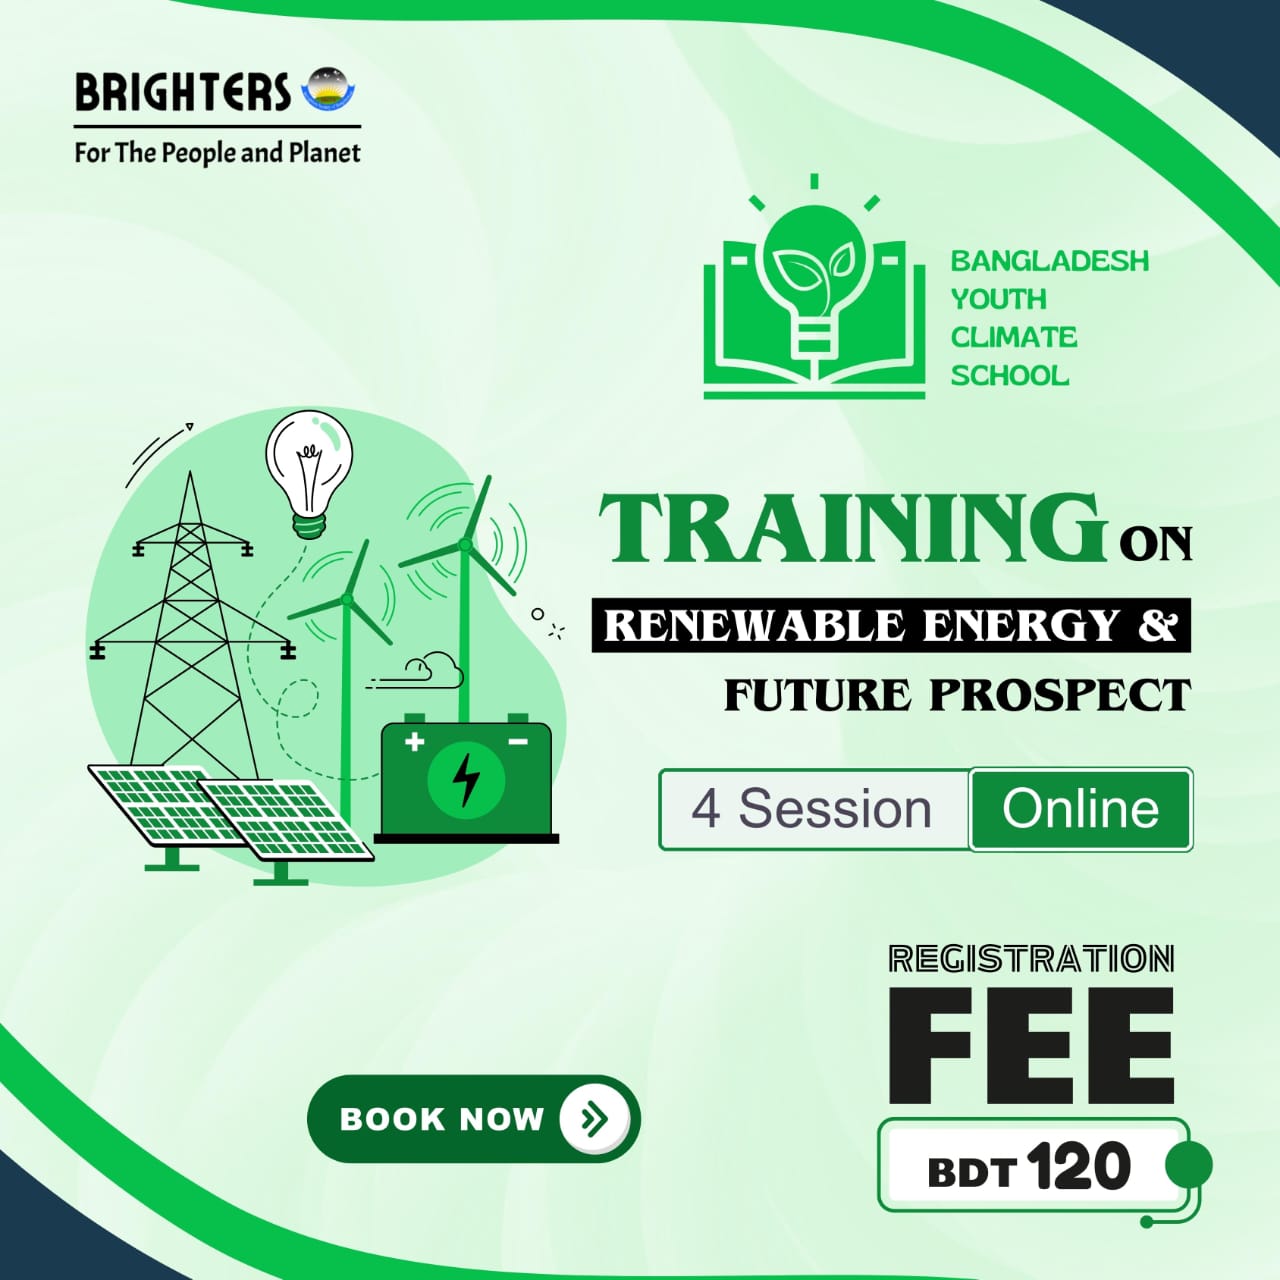 BRIGHTERS
For The People and Planet
BANGLADESH
YOUTH
CLIMATE
SCHOOL
TRAINING ON
RENEWABLE ENERGY &
FUTURE PROSPECT
4 Session Online
REGISTRATION
FEE
BDT 120
BOOK NOW